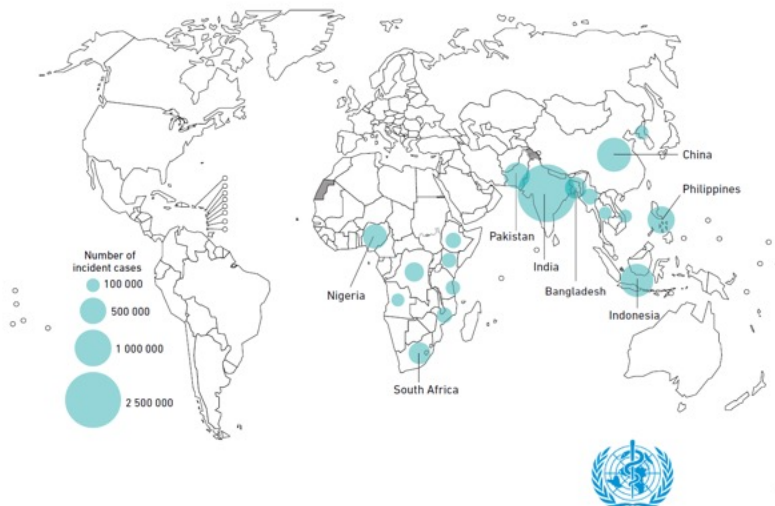 China
Philippines
Pakistan
India
Bangladesh
Nigeria
Indonesia
South Africa
Number of
incident cases
100 000
500 000
1 000 000
2 500 000